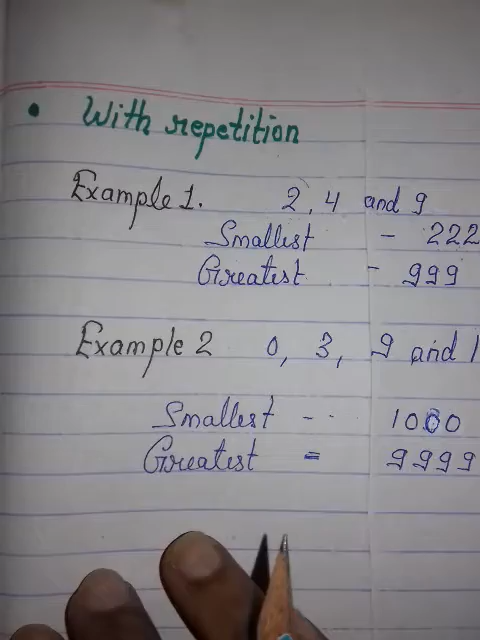 • With repetition
Example 1. 2, 4 and 9
Smallest - 222
Greatest - 999
Example 2 0, 3, 9 and 1
Smallest - - 1000
Greatest = 9999